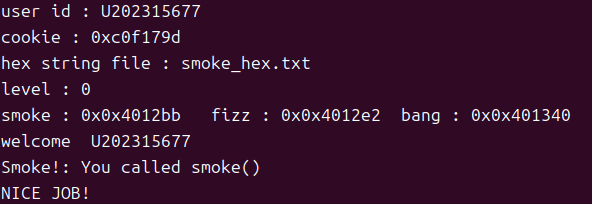 user id : U202315677
cookie : 0xc0f179d
hex string file : smoke_hex.txt
level : 0
smoke : 0x0x4012bb   fizz : 0x0x4012e2  bang : 0x0x401340
welcome  U202315677
Smoke!: You called smoke()
NICE JOB!